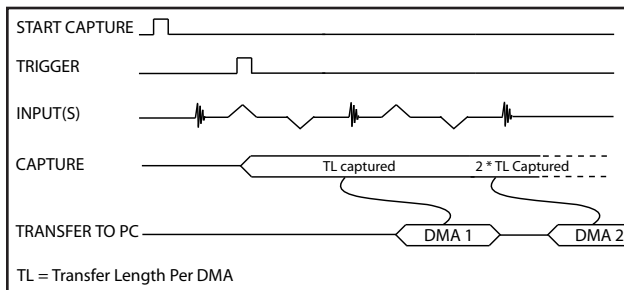 START CAPTURE
TRIGGER
INPUT(S)
CAPTURE
TL captured
2 * TL Captured
TRANSFER TO PC
DMA 1
DMA 2
TL = Transfer Length Per DMA